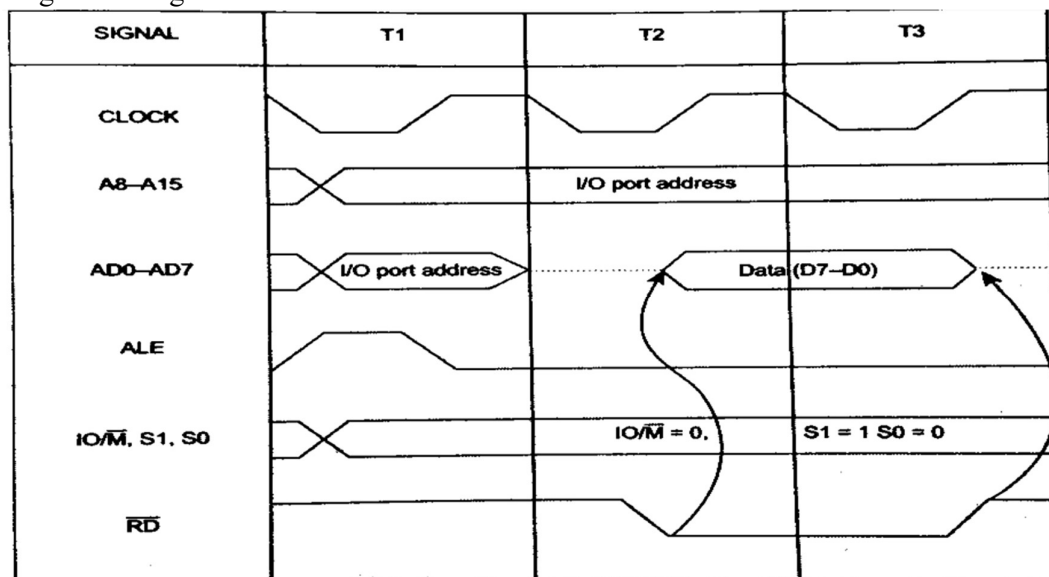 SIGNAL T1 T2 T3
CLOCK
A8–A15 I/O port address
AD0–AD7 I/O port address Data (D7–D0)
ALE
IO/M̅, S1, S0 IO/M̅ = 0, S1 = 1 S0 = 0
R̅D̅